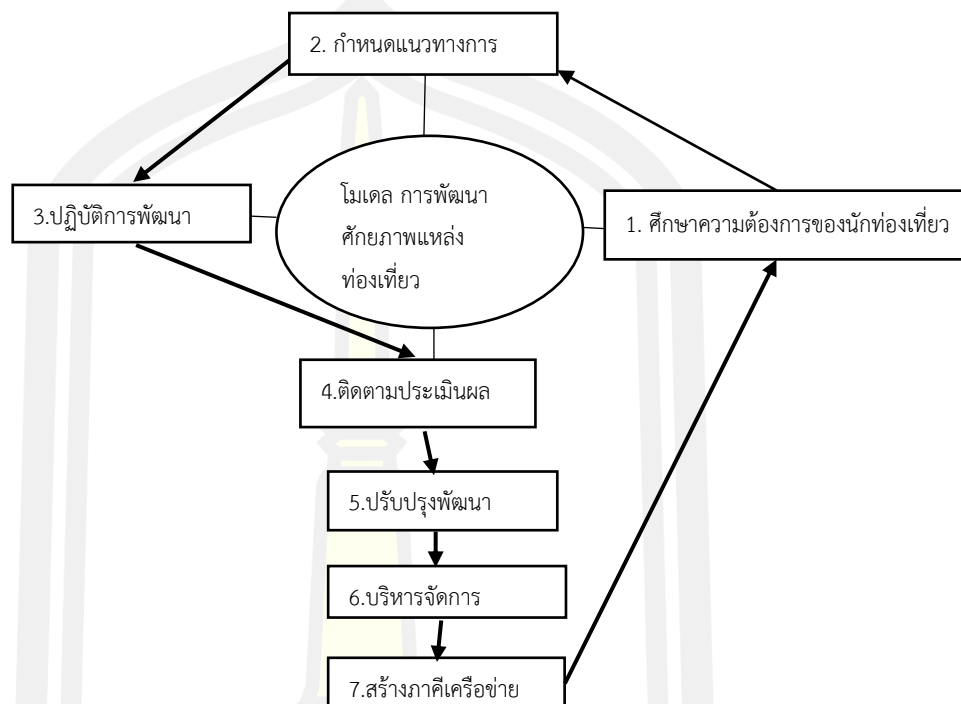 2. กำหนดแนวทางการ
3.ปฏิบัติการพัฒนา
โมเดล การพัฒนา
ศักยภาพแหล่ง
ท่องเที่ยว
1. ศึกษาความต้องการของนักท่องเที่ยว
4.ติดตามประเมินผล
5.ปรับปรุงพัฒนา
6.บริหารจัดการ
7.สร้างภาคีเครือข่าย